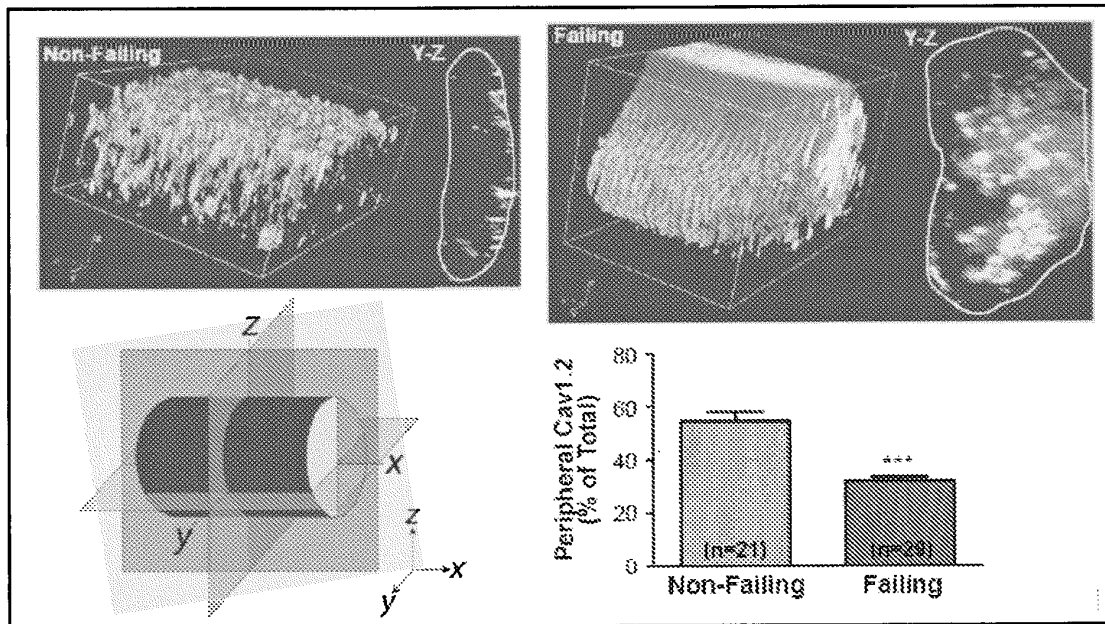 Non-Failing
Y-Z
Failing
Y-Z
z
x
y
z
x
y
Peripheral Cav1.2
(% of Total)
80
60
40
20
0
***
(n=21)
(n=29)
Non-Failing
Failing